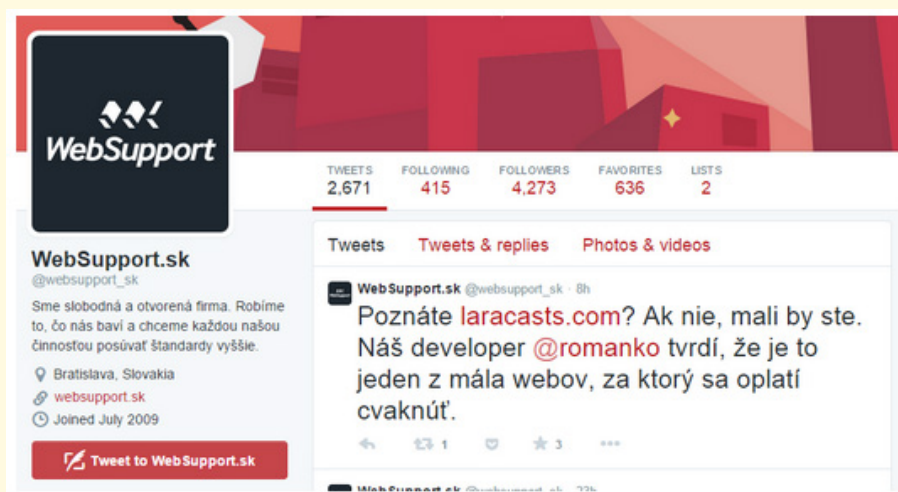 WebSupport
TWEETS FOLLOWING FOLLOWERS FAVORITES LISTS
2,671 415 4,273 636 2
WebSupport.sk
@websupport_sk
Sme slobodná a otvorená firma. Robíme
to, čo nás baví a chceme každou našou
činnosťou posúvať štandardy vyššie.
Bratislava, Slovakia
websupport.sk
Joined July 2009
Tweet to WebSupport.sk
Tweets Tweets & replies Photos & videos
WebSupport.sk @websupport_sk · 8h
Poznáte laracasts.com? Ak nie, mali by ste.
Náš developer @romanko tvrdí, že je to
jeden z mála webov, za ktorý sa oplatí
cvaknúť.
1 3
WebSupport.sk @websupport_sk · 23h